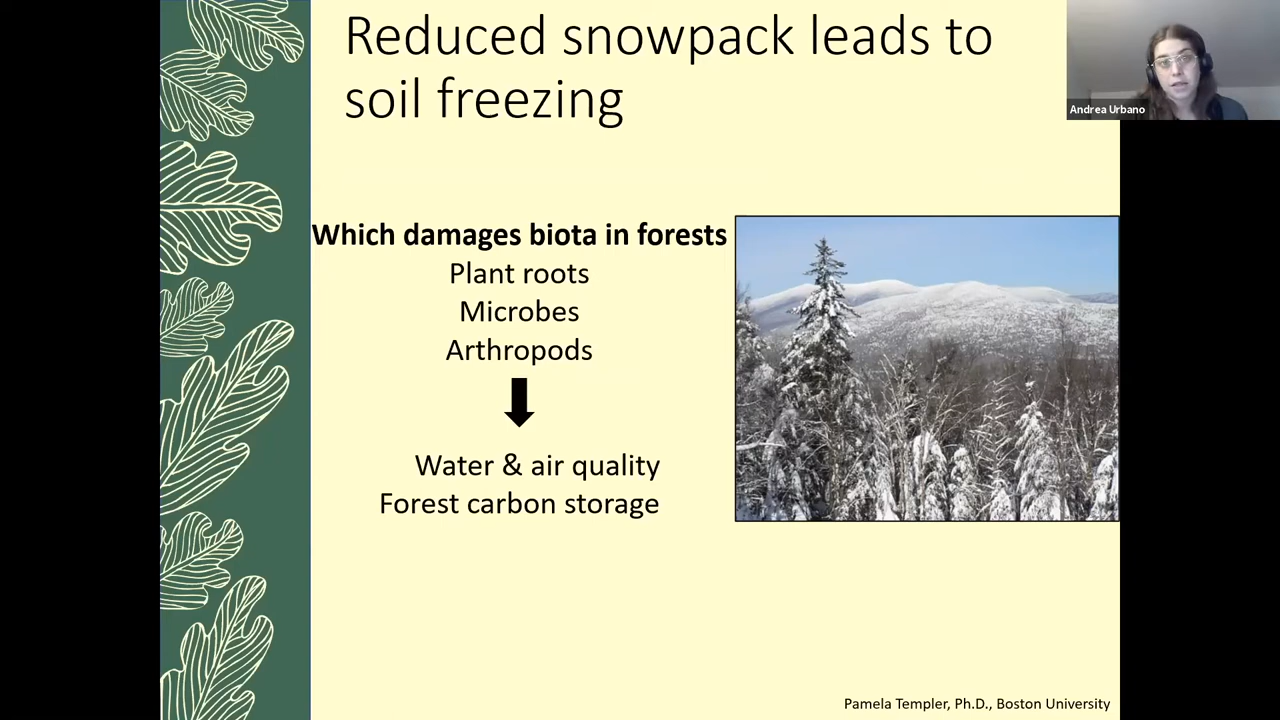 Reduced snowpack leads to
soil freezing
Andrea Urbano
Which damages biota in forests
Plant roots
Microbes
Arthropods
Water & air quality
Forest carbon storage
Pamela Templer, Ph.D., Boston University